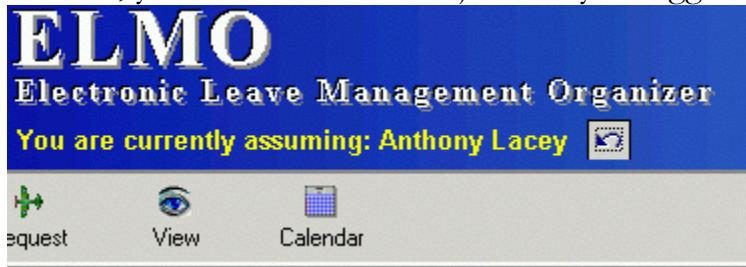 ELMO
Electronic Leave Management Organizer
You are currently assuming: Anthony Lacey
equest View Calendar